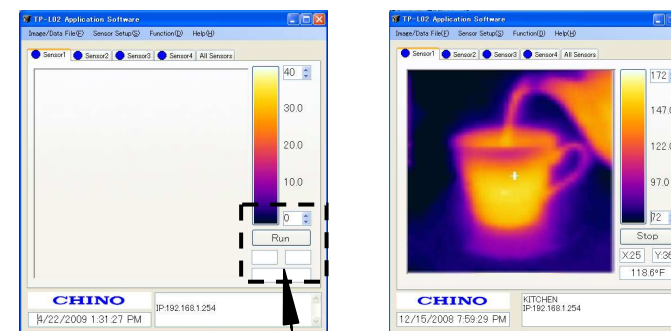 TP-L02 Application Software
Image/Data File(F) Sensor Setup(S) Function(D) Help(H)
Sensor1 Sensor2 Sensor3 Sensor4 All Sensors
40
30.0
20.0
10.0
0
Run
CHINO
4/22/2009 1:31:27 PM
IP:192.168.1.254
TP-L02 Application Software
Image/Data File(F) Sensor Setup(S) Function(D) Help(H)
Sensor1 Sensor2 Sensor3 Sensor4 All Sensors
172
147.0
122.0
97.0
72
Stop
X:25 Y:36
118.6°F
CHINO
12/15/2008 7:59:29 PM
KITCHEN
IP:192.168.1.254